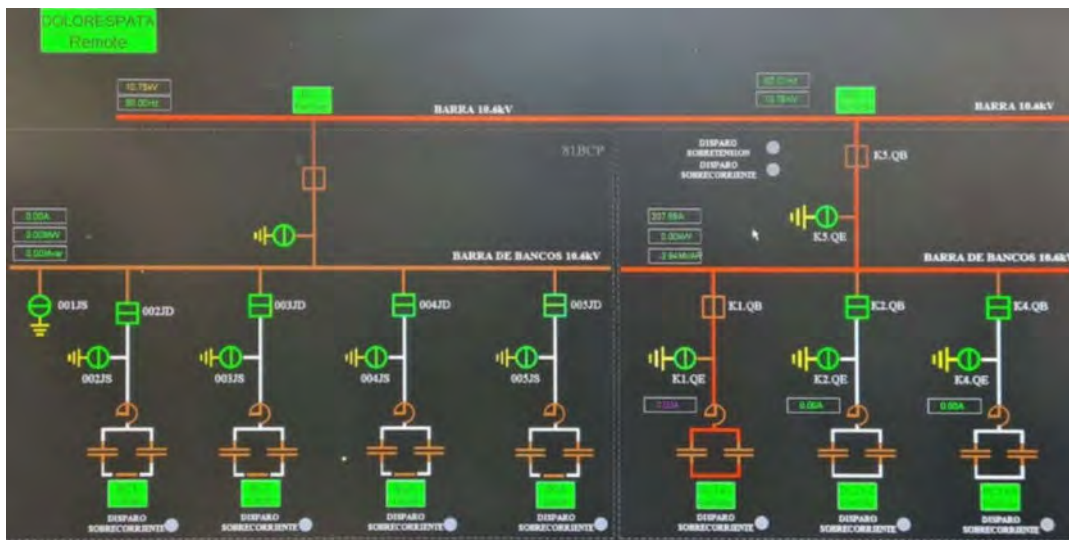 DOLORESPATA
Remote
10.78kV
BARRA 10.6kV
BARRA 10.6kV
81BCP
DISPARO
SOBRETENSION
DISPARO
SOBRECORRIENTE
K5.QB
0.00A
0.00MW
0.00Mvar
K5.QE
BARRA DE BANCOS 10.6kV
BARRA DE BANCOS 10.6kV
001JS
002JD
003JD
004JD
005JD
K1.QB
K2.QB
K4.QB
002JS
003JS
004JS
005JS
K1.QE
K2.QE
K4.QE
0.00A
0.00A
DISPARO
SOBRECORRIENTE
DISPARO
SOBRECORRIENTE
DISPARO
SOBRECORRIENTE
DISPARO
SOBRECORRIENTE
DISPARO
SOBRECORRIENTE
DISPARO
SOBRECORRIENTE
DISPARO
SOBRECORRIENTE